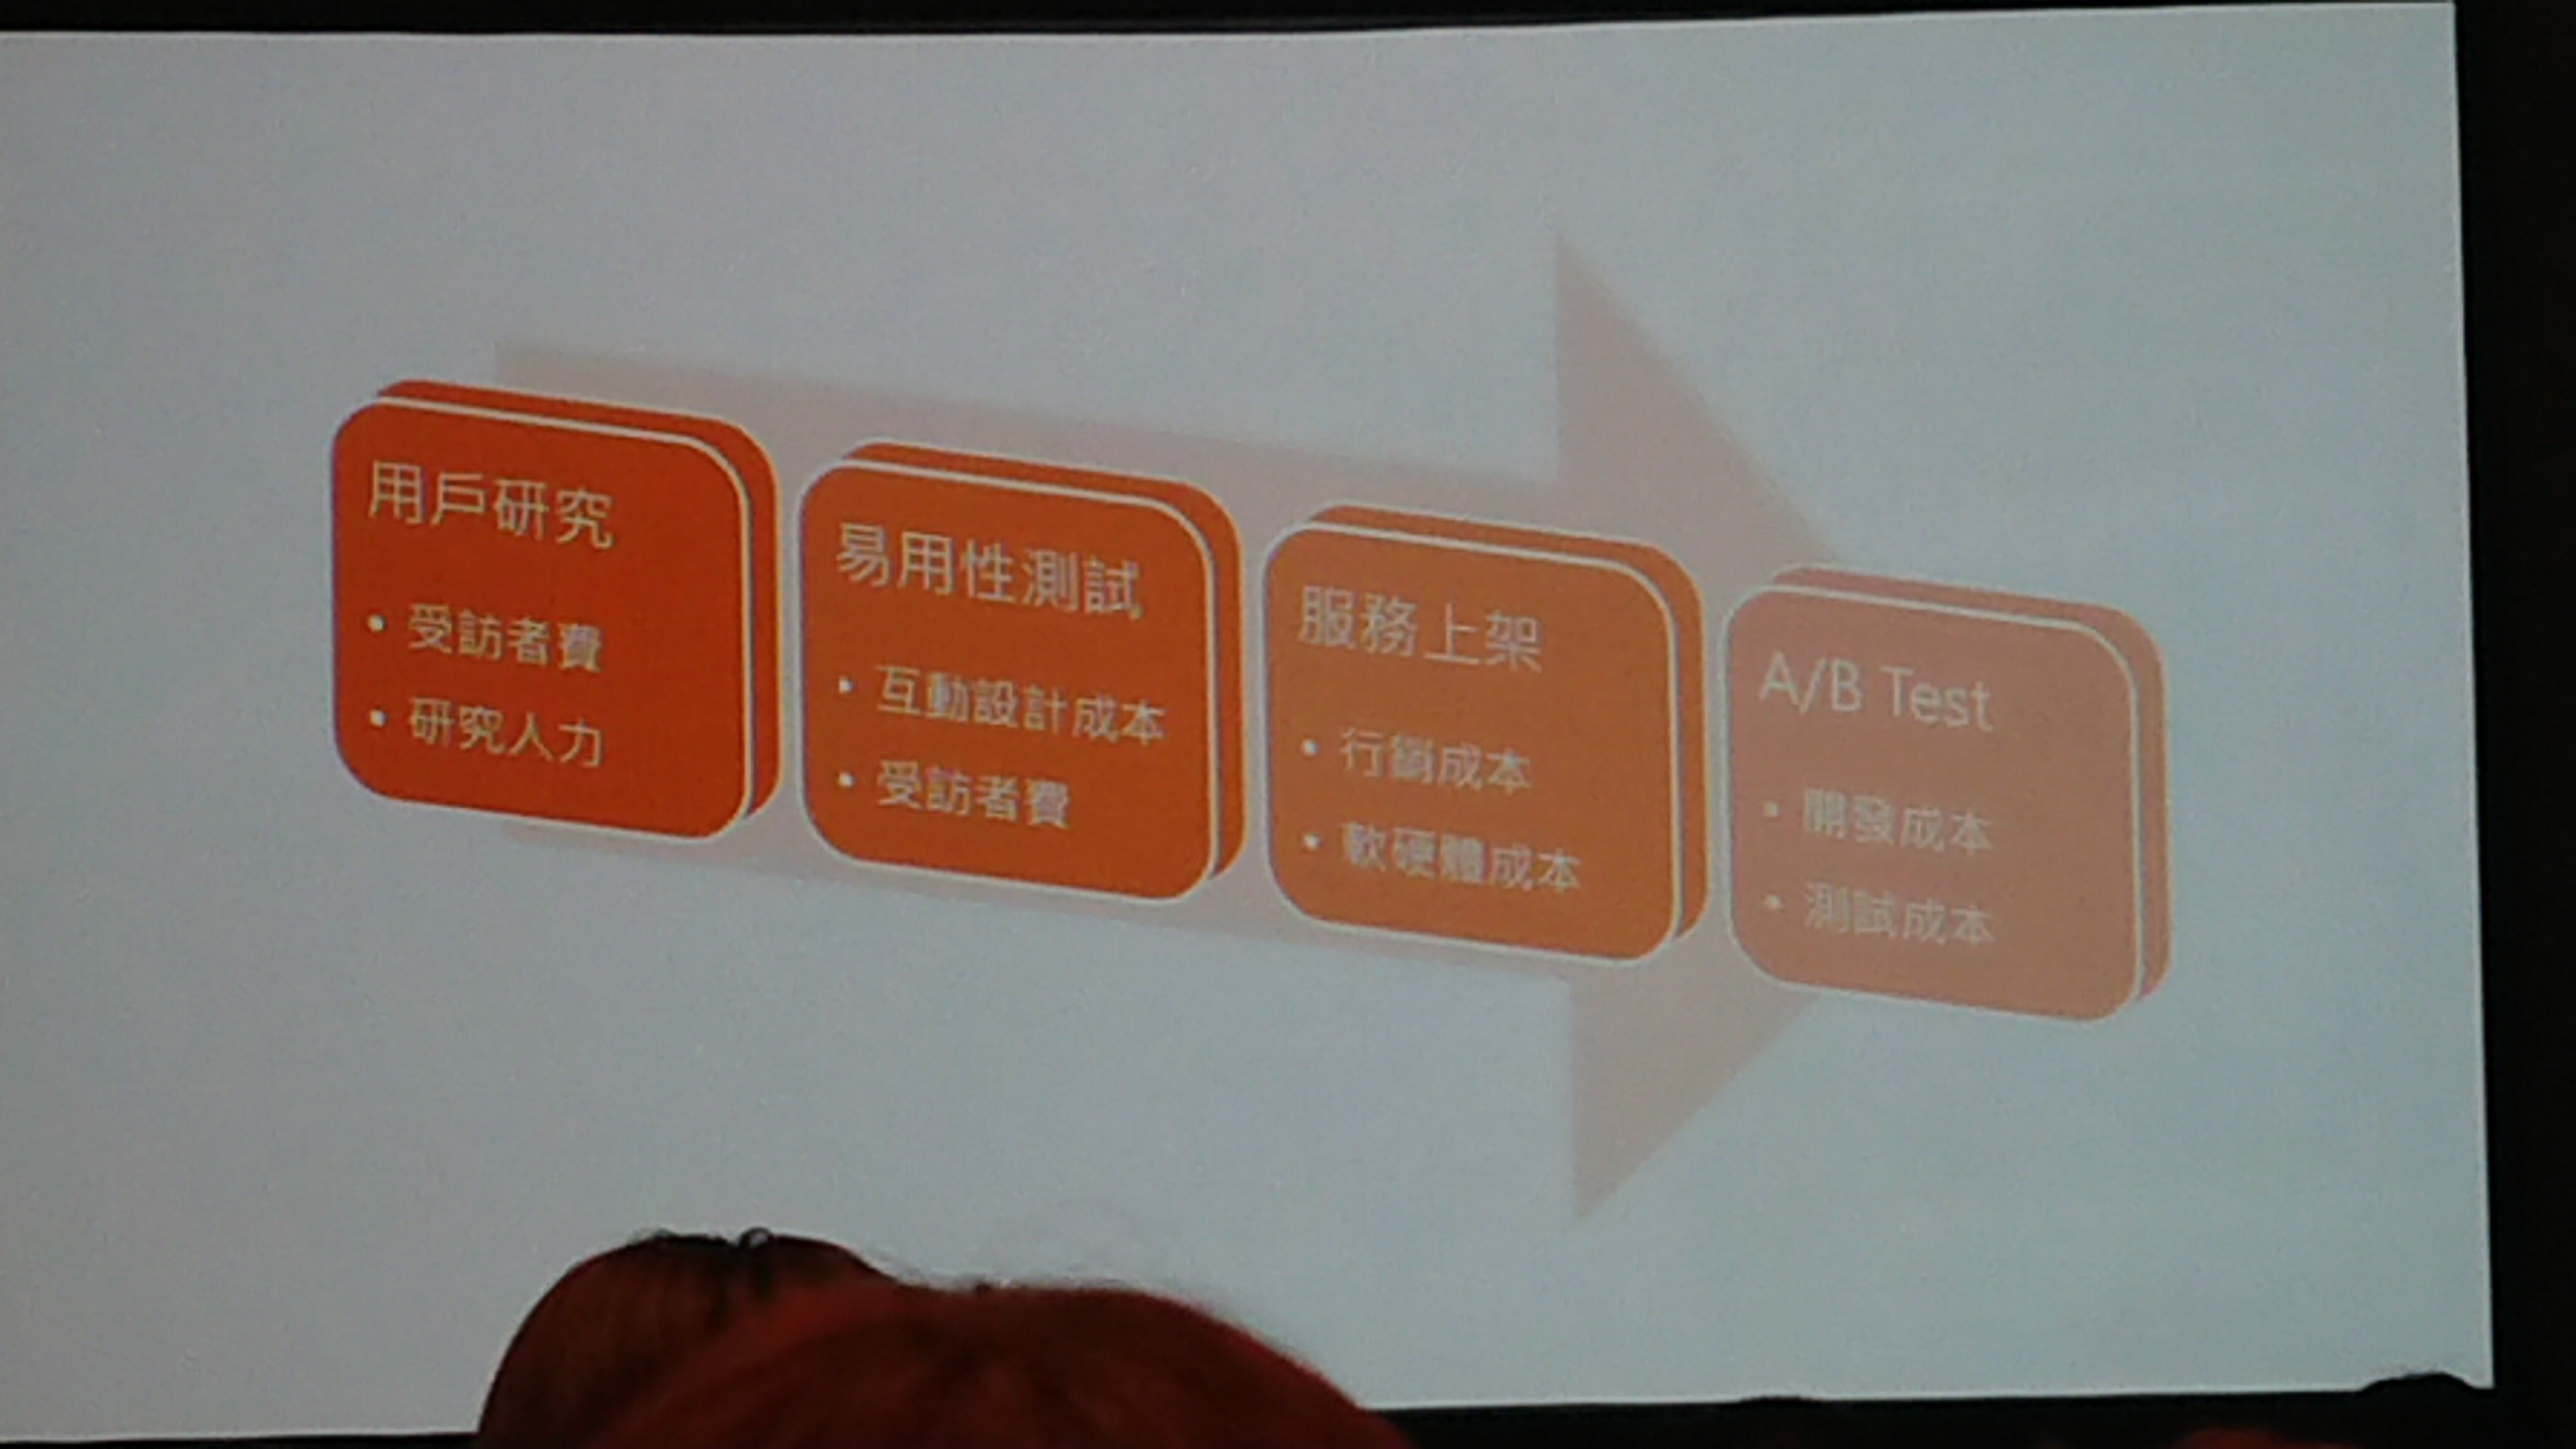 用戶研究
• 受訪者費
• 研究人力
易用性測試
• 互動設計成本
• 受訪者費
服務上架
• 行銷成本
• 軟硬體成本
A/B Test
• 開發成本
• 測試成本